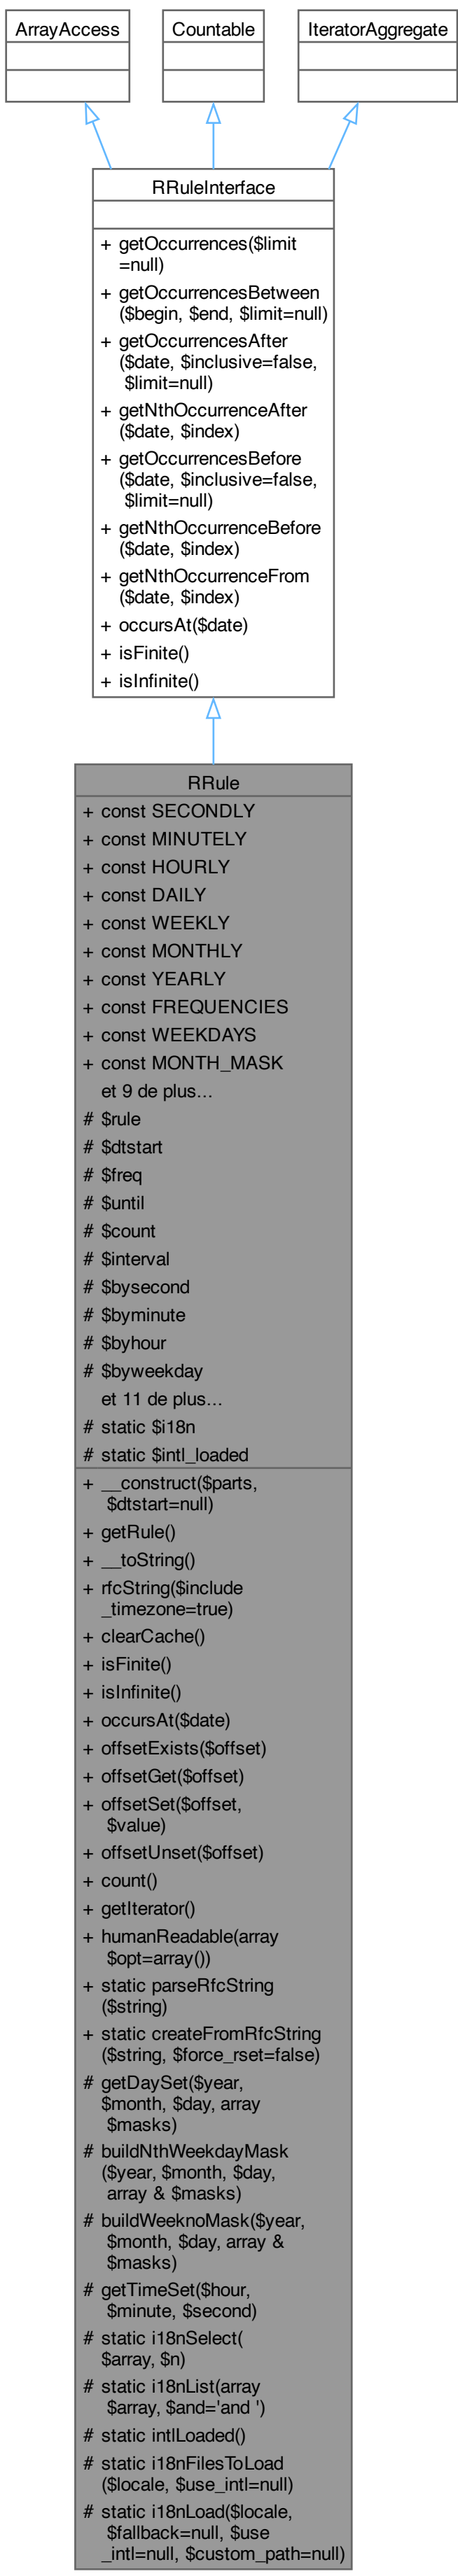 ArrayAccess
Countable
IteratorAggregate
RRuleInterface
+ getOccurrences($limit
=null)
+ getOccurrencesBetween
($begin, $end, $limit=null)
+ getOccurrencesAfter
($date, $inclusive=false,
$limit=null)
+ getNthOccurrenceAfter
($date, $index)
+ getOccurrencesBefore
($date, $inclusive=false,
$limit=null)
+ getNthOccurrenceBefore
($date, $index)
+ getNthOccurrenceFrom
($date, $index)
+ occursAt($date)
+ isFinite()
+ isInfinite()
RRule
+ const SECONDLY
+ const MINUTELY
+ const HOURLY
+ const DAILY
+ const WEEKLY
+ const MONTHLY
+ const YEARLY
+ const FREQUENCIES
+ const WEEKDAYS
+ const MONTH_MASK
et 9 de plus...
# $rule
# $dtstart
# $freq
# $until
# $count
# $interval
# $bysecond
# $byminute
# $byhour
# $byweekday
et 11 de plus...
# static $i18n
# static $intl_loaded
+ __construct($parts,
$dtstart=null)
+ getRule()
+ __toString()
+ rfcString($include
_timezone=true)
+ clearCache()
+ isFinite()
+ isInfinite()
+ occursAt($date)
+ offsetExists($offset)
+ offsetGet($offset)
+ offsetSet($offset,
$value)
+ offsetUnset($offset)
+ count()
+ getIterator()
+ humanReadable(array
$opt=array())
+ static parseRfcString
($string)
+ static createFromRfcString
($string, $force_rset=false)
# getDaySet($year,
$month, $day, array
$masks)
# buildNthWeekdayMask
($year, $month, $day,
array & $masks)
# buildWeeknoMask($year,
$month, $day, array &
$masks)
# getTimeSet($hour,
$minute, $second)
# static i18nSelect(
$array, $n)
# static i18nList(array
$array, $and='and ')
# static intlLoaded()
# static i18nFilesToLoad
($locale, $use_intl=null)
# static i18nLoad($locale,
$fallback=null, $use
_intl=null, $custom_path=null)